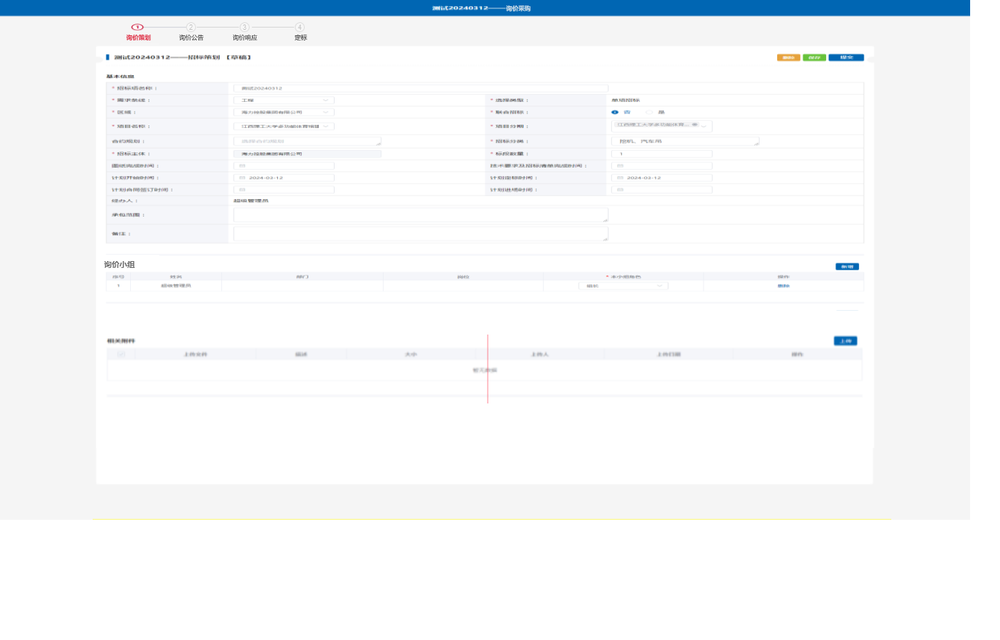 测试20240312——询价采购
1 2 3 4
询价策划 询价公告 询价响应 定标
测试20240312——招标策划 【草稿】 提交
基本信息
* 招标项名称： 测试20240312
* 需求条线： 工程 * 选择类型： 单项招标
* 区域： 海力控股集团有限公司 * 联合招标： 否 是
* 项目名称： 江西理工大学多功能体育馆 * 项目分期： 江西理工大学多功能体育...
合约规划： 选择合约规划 * 招标分类： 挖机、汽车吊
* 招标主体： 海力控股集团有限公司 * 标段数量： 1
图纸完成时间： 技术要求及招标清单完成时间：
计划开始时间： 2024-03-12 计划定标时间： 2024-03-12
计划合同签订时间： 计划进场时间：
经办人： 超级管理员
承包范围：
备注：
询价小组 新增
序号 姓名 部门 岗位 * 本小组角色 操作
1 超级管理员 组长 删除
相关附件 上传
上传文件 描述 大小 上传人 上传日期 操作
暂无数据